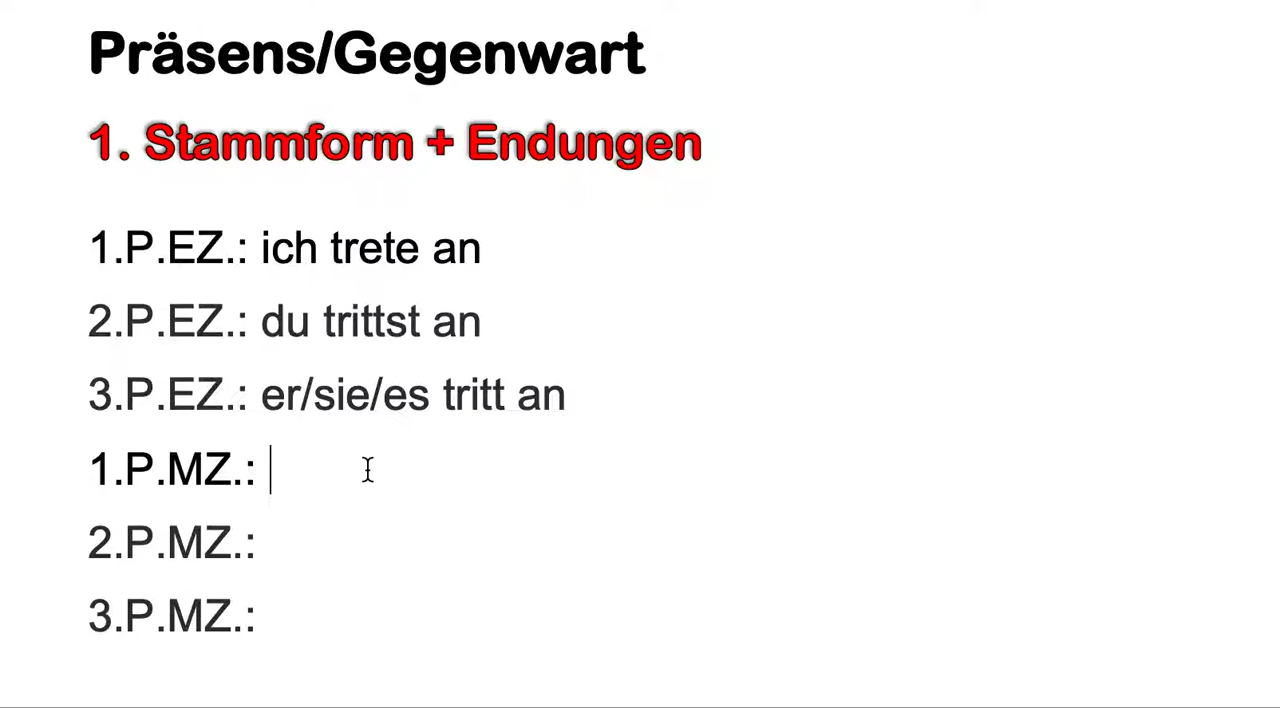 Präsens/Gegenwart
1. Stammform + Endungen
1.P.EZ.: ich trete an
2.P.EZ.: du trittst an
3.P.EZ.: er/sie/es tritt an
1.P.MZ.:
2.P.MZ.:
3.P.MZ.: